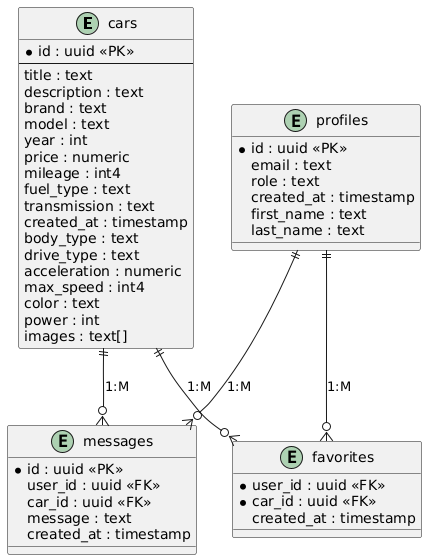 E cars
id : uuid «PK»
title : text
description : text
brand : text
model : text
year : int
price : numeric
mileage : int4
fuel_type : text
transmission : text
created_at : timestamp
body_type : text
drive_type : text
acceleration : numeric
max_speed : int4
color : text
power : int
images : text[]
E profiles
id : uuid «PK»
email : text
role : text
created_at : timestamp
first_name : text
last_name : text
1:M
1:M
1:M
1:M
E messages
id : uuid «PK»
user_id : uuid «FK»
car_id : uuid «FK»
message : text
created_at : timestamp
E favorites
user_id : uuid «FK»
car_id : uuid «FK»
created_at : timestamp